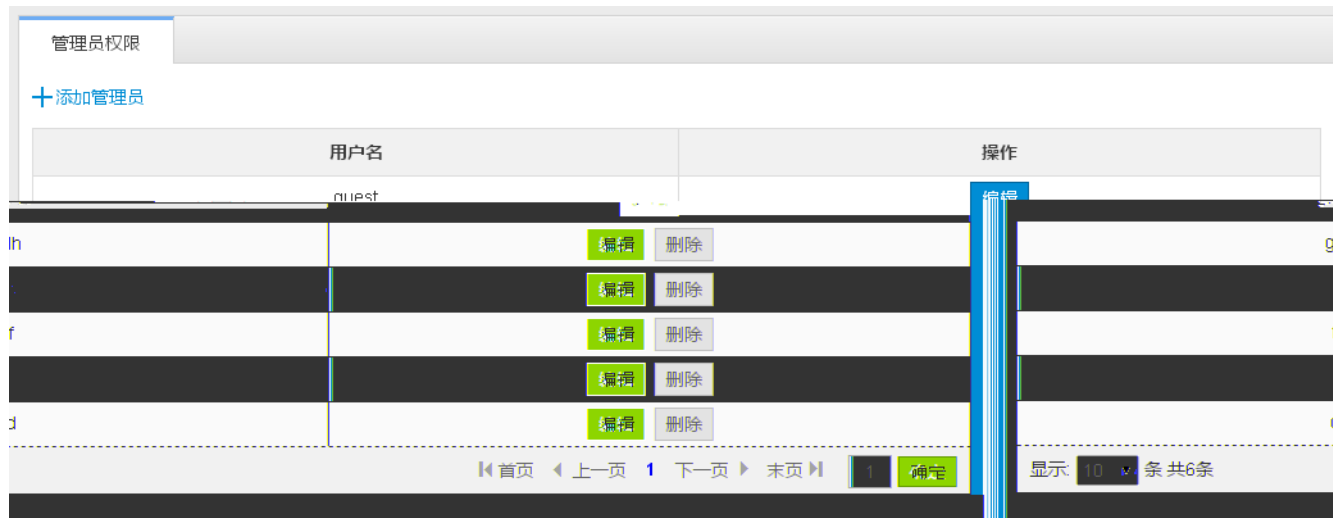 管理员权限
添加管理员
用户名 操作
guest 编辑
lh 编辑 删除 g
编辑 删除
f 编辑 删除
编辑 删除
d 编辑 删除
首页 上一页 1 下一页 末页 1 确定 显示: 10 条 共6条